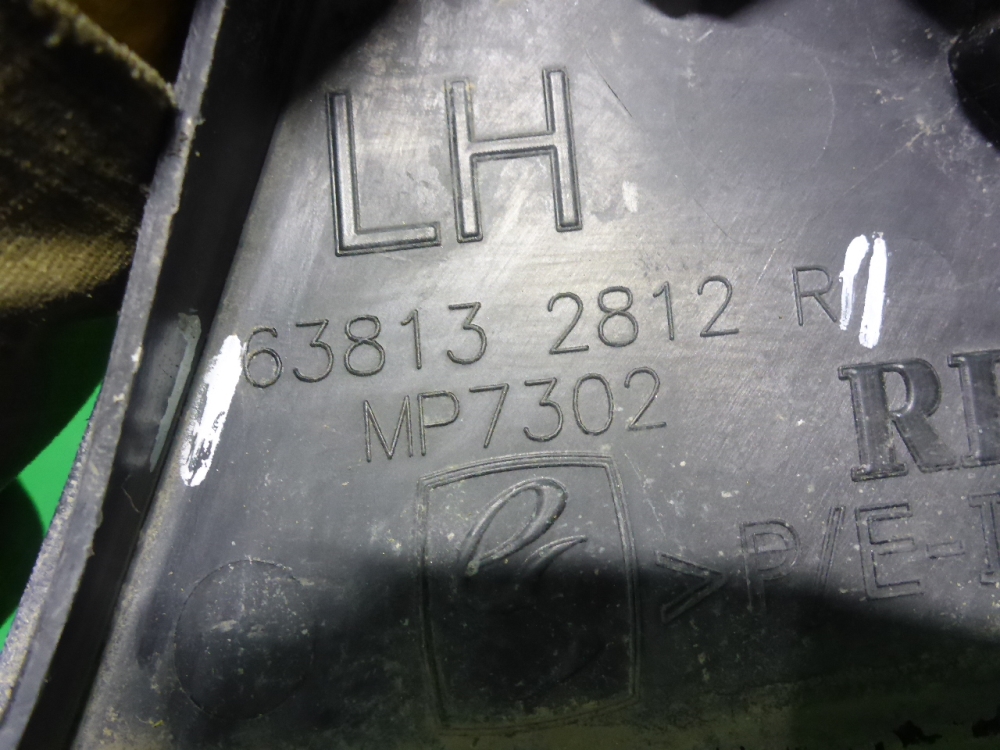 LH
63813 2812 R
MP7302
>P/E-